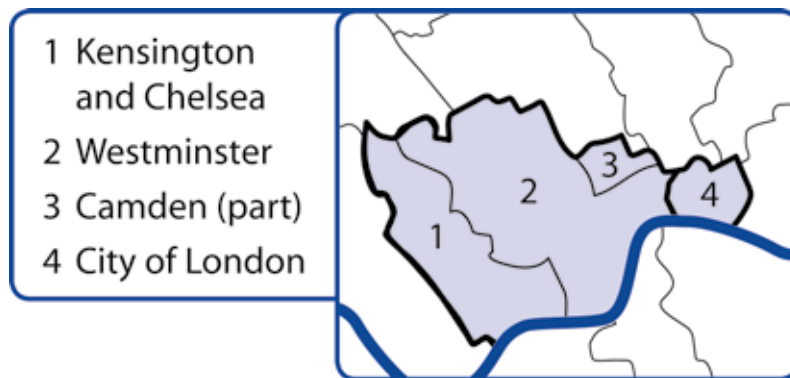 1 Kensington
and Chelsea
2 Westminster
3 Camden (part)
4 City of London
1
2
3
4